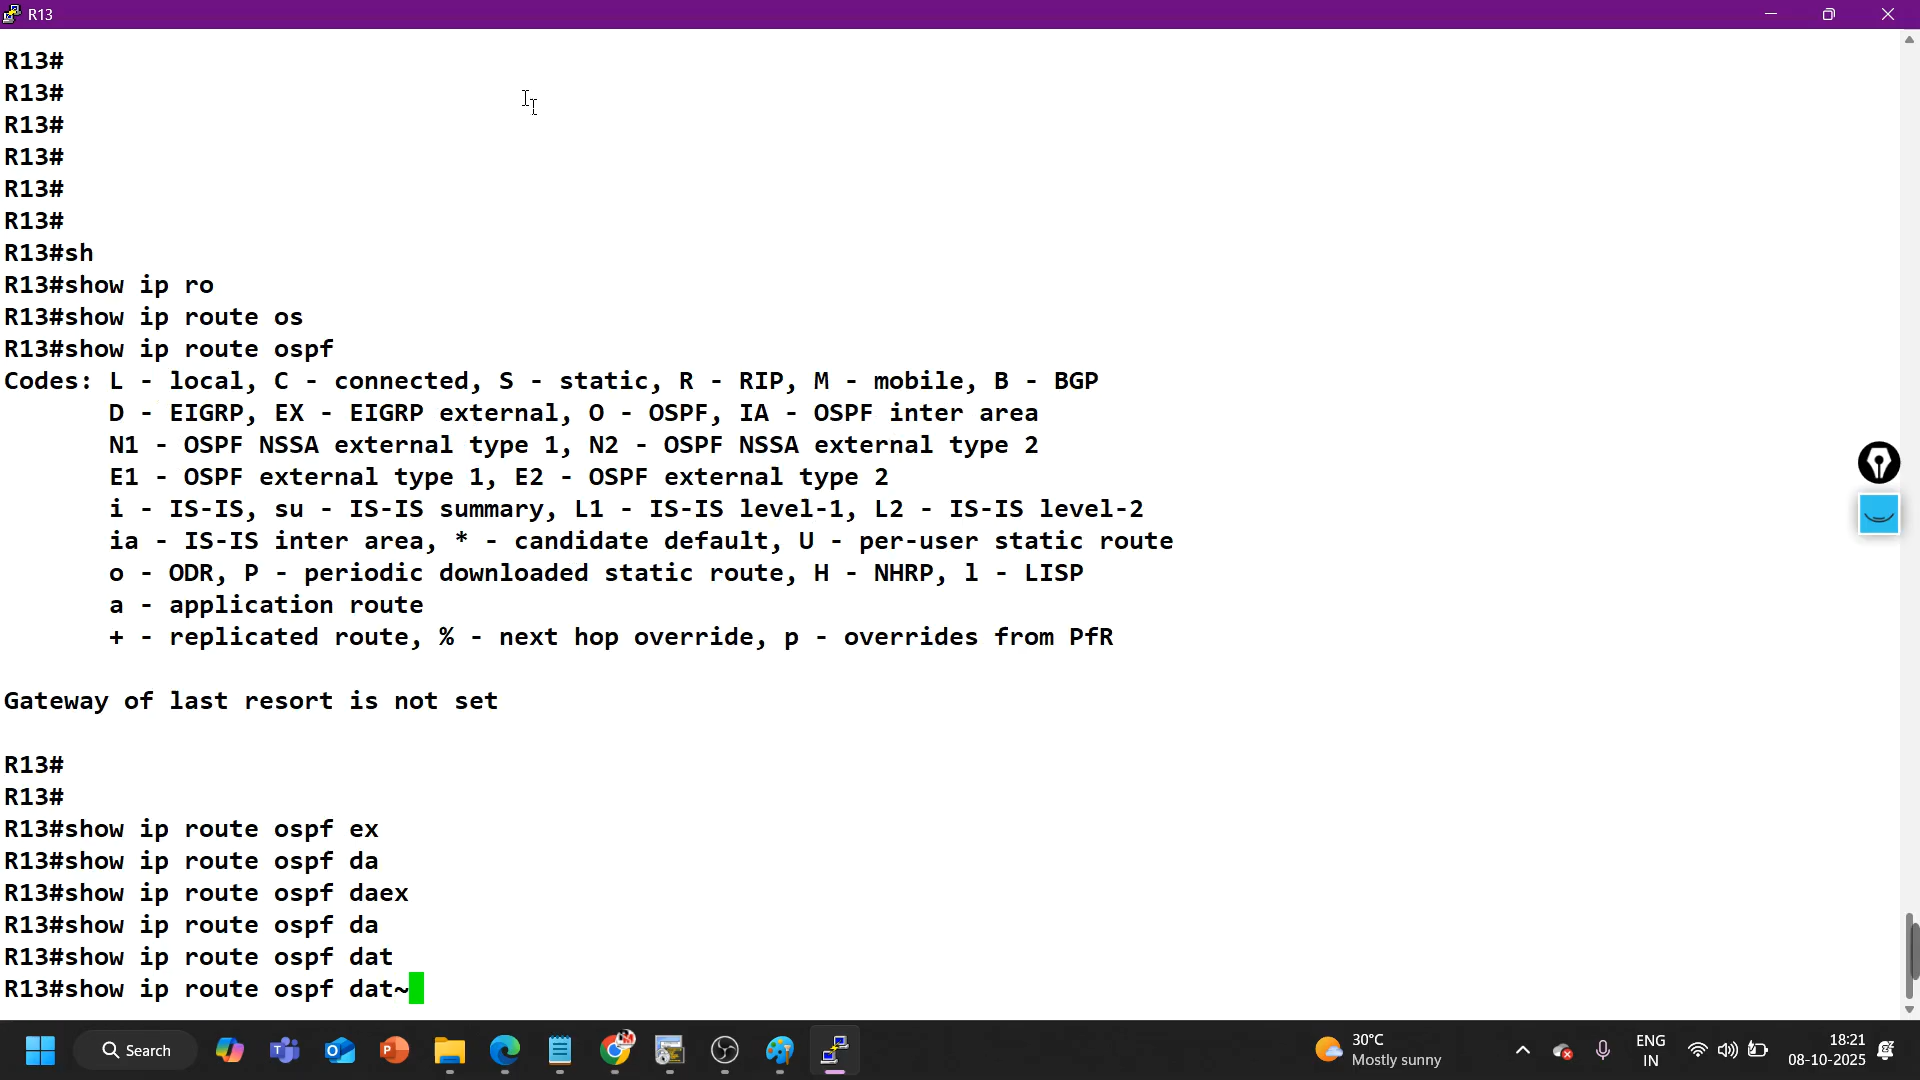 R13
R13#
R13#
R13#
R13#
R13#
R13#
R13#sh
R13#show ip ro
R13#show ip route os
R13#show ip route ospf
Codes: L - local, C - connected, S - static, R - RIP, M - mobile, B - BGP
D - EIGRP, EX - EIGRP external, O - OSPF, IA - OSPF inter area
N1 - OSPF NSSA external type 1, N2 - OSPF NSSA external type 2
E1 - OSPF external type 1, E2 - OSPF external type 2
i - IS-IS, su - IS-IS summary, L1 - IS-IS level-1, L2 - IS-IS level-2
ia - IS-IS inter area, * - candidate default, U - per-user static route
o - ODR, P - periodic downloaded static route, H - NHRP, l - LISP
a - application route
+ - replicated route, % - next hop override, p - overrides from PfR
Gateway of last resort is not set
R13#
R13#
R13#show ip route ospf ex
R13#show ip route ospf da
R13#show ip route ospf daex
R13#show ip route ospf da
R13#show ip route ospf dat
R13#show ip route ospf dat~
Search
30°C
Mostly sunny
ENG
IN
18:21
08-10-2025